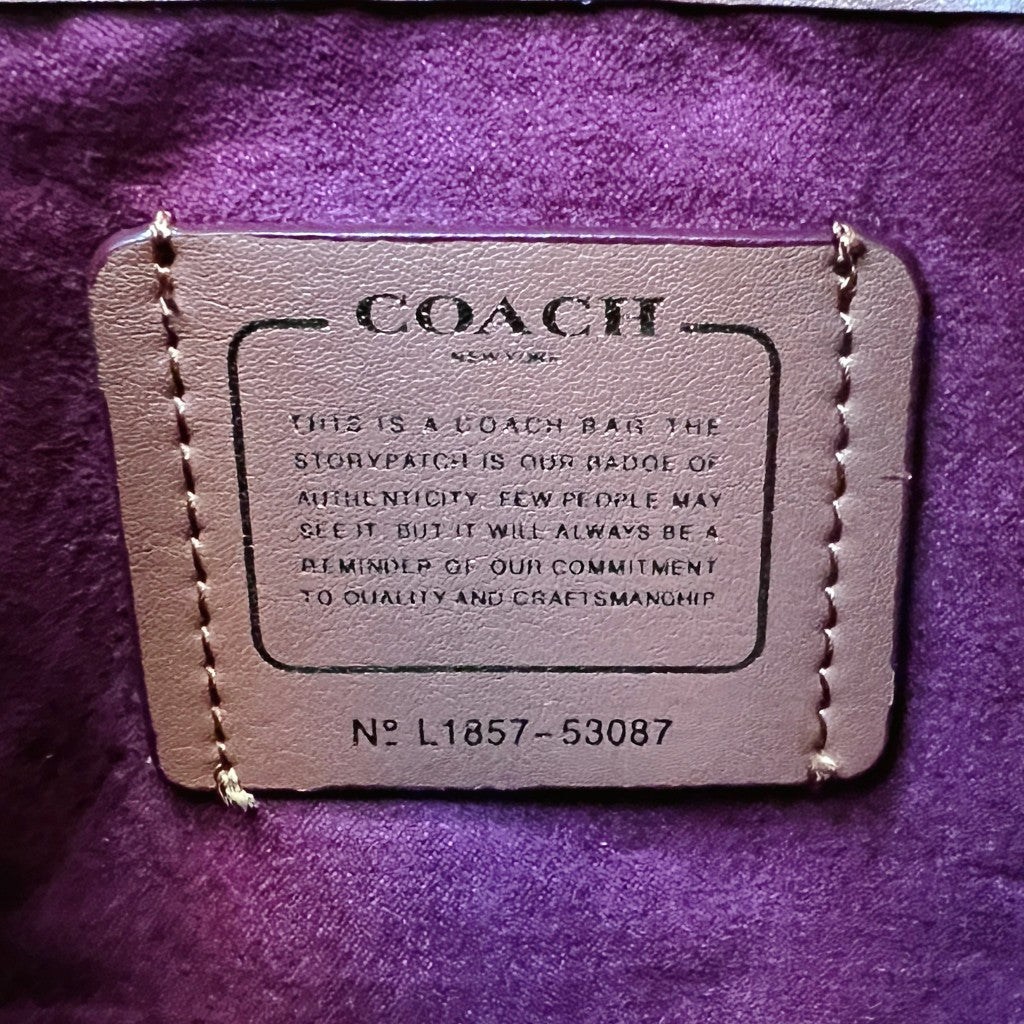 COACH
NEW YORK
THIS IS A COACH BAG THE
STORYPATCH IS OUR BADGE OF
AUTHENTICITY. FEW PEOPLE MAY
SEE IT, BUT IT WILL ALWAYS BE A
REMINDER OF OUR COMMITMENT
TO QUALITY AND CRAFTSMANSHIP
Nº L1857-53087